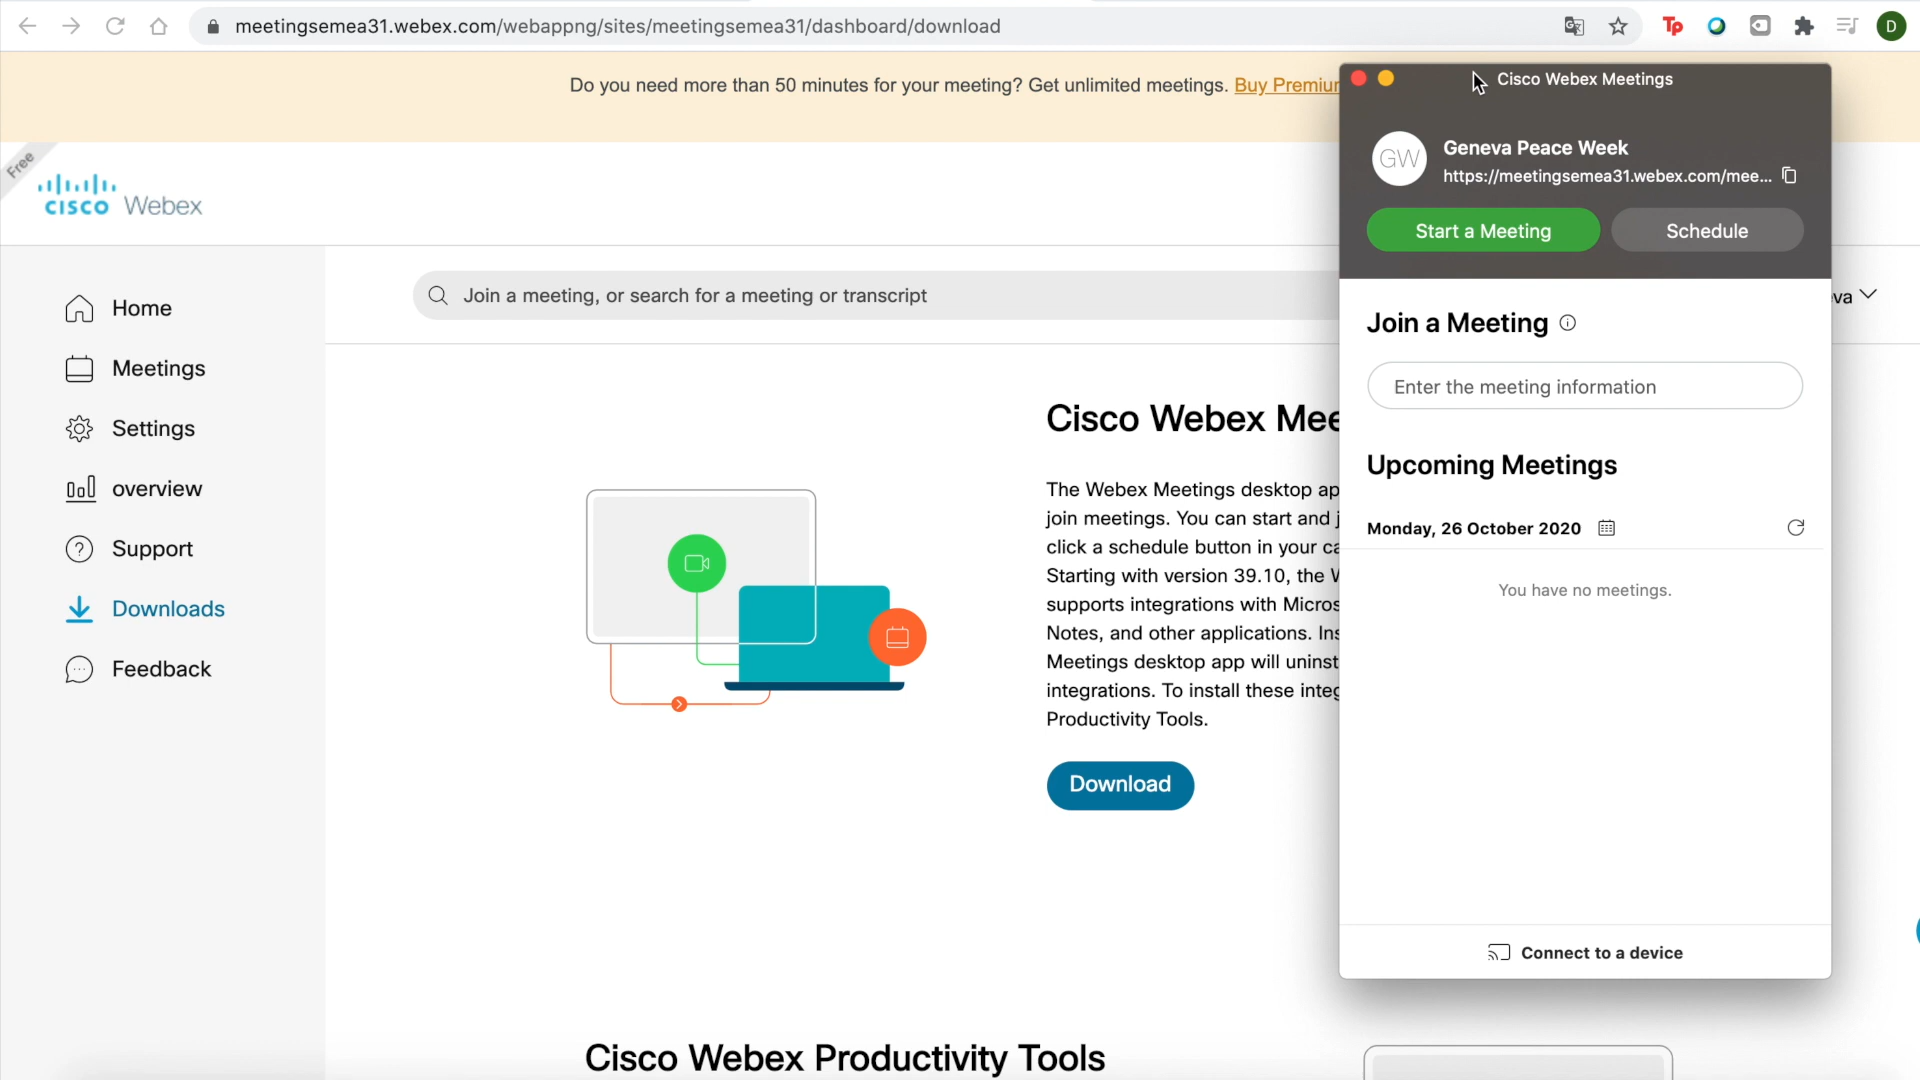 meetingsemea31.webex.com/webappng/sites/meetingsemea31/dashboard/download
Tp
D
Do you need more than 50 minutes for your meeting? Get unlimited meetings. Buy Premiu
Free
CISCO Webex
Home
Meetings
Settings
overview
Support
Downloads
Feedback
Join a meeting, or search for a meeting or transcript
va
Cisco Webex Mee
The Webex Meetings desktop ap
join meetings. You can start and j
click a schedule button in your ca
Starting with version 39.10, the
supports integrations with Micros
Notes, and other applications. Ins
Meetings desktop app will uninst
integrations. To install these integ
Productivity Tools.
Download
Cisco Webex Productivity Tools
Cisco Webex Meetings
GW
Geneva Peace Week
https://meetingsemea31.webex.com/mee...
Start a Meeting
Schedule
Join a Meeting
Enter the meeting information
Upcoming Meetings
Monday, 26 October 2020
You have no meetings.
Connect to a device